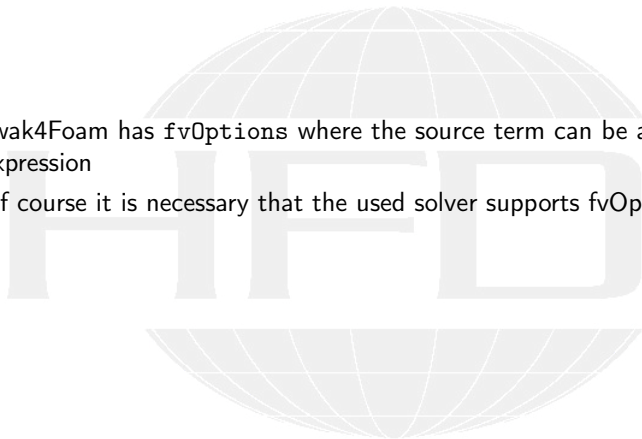 wak4Foam has fvOptions where the source term can be a
xpression
f course it is necessary that the used solver supports fvOp
HFD